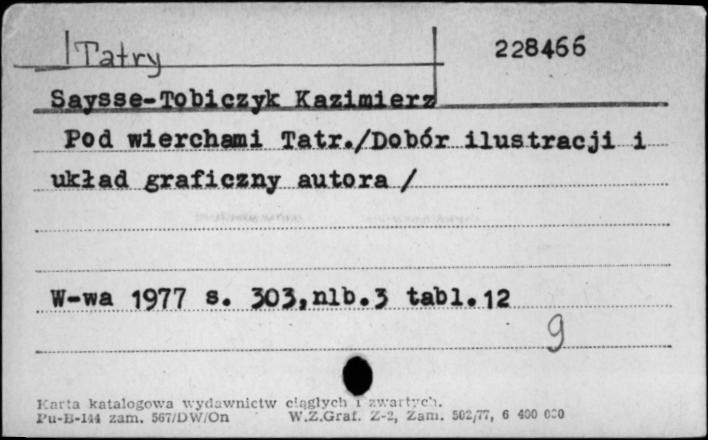 Tatry
228466
Saysse-Tobiczyk Kazimierz
Pod wierchami Tatr./Dobór ilustracji i
układ graficzny autora /
W-wa 1977 s. 303,nlb.3 tabl.12
9
Karta katalogowa wydawnictw ciągłych i zwartych.
Pu-B-144 zam. 567/DW/On W.Z.Graf. Z-2, Zam. 502/77, 6 400 000